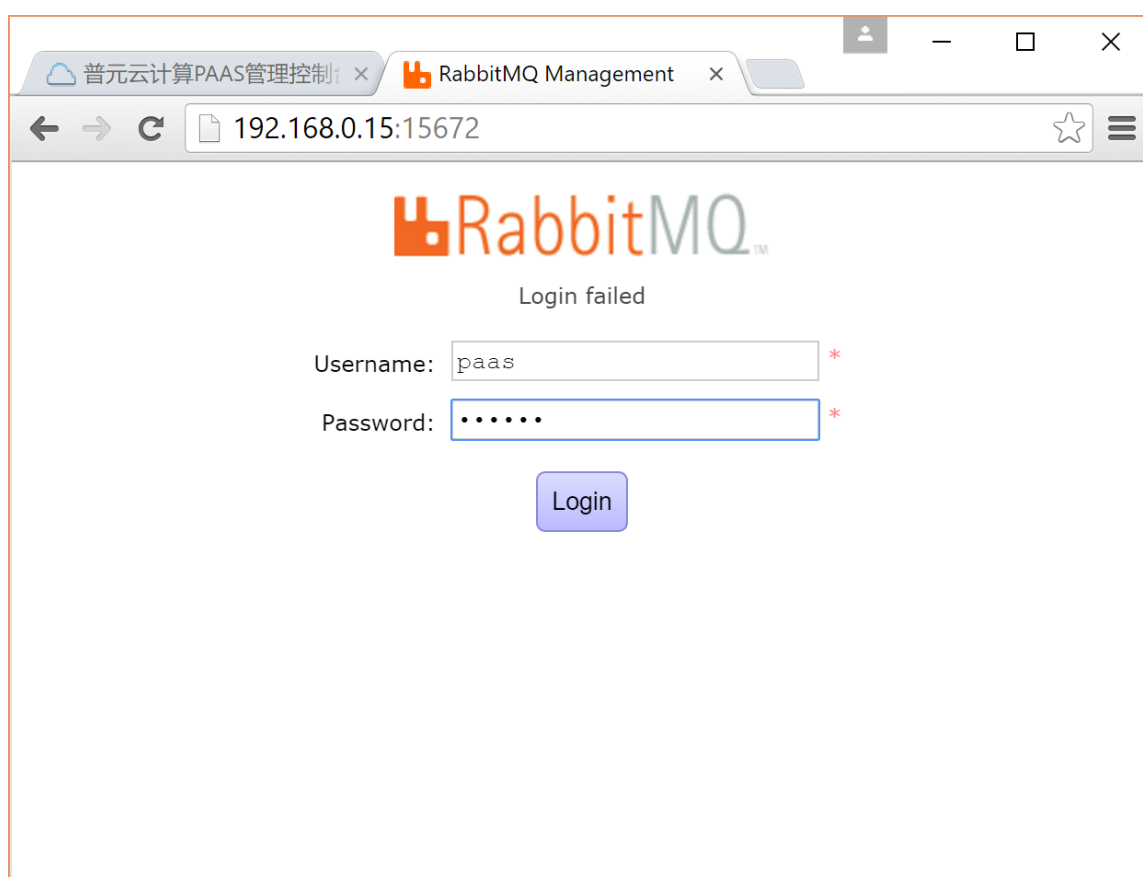 普元云计算PAAS管理控制
RabbitMQ Management
192.168.0.15:15672
RabbitMQ TM
Login failed
Username: paas *
Password: •••••• *
Login